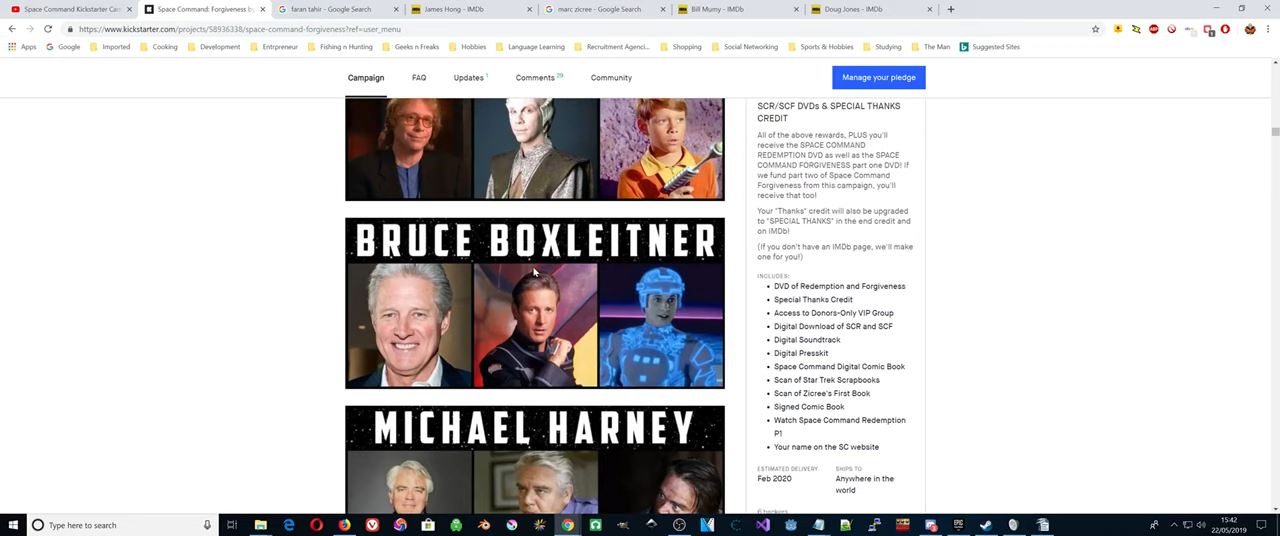 Space Command Kickstarter Can
Space Command: Forgiveness by
faran tahir - Google Search
James Hong - IMDb
marc zicree - Google Search
Bill Mumy - IMDb
Doug Jones - IMDb
https://www.kickstarter.com/projects/58936338/space-command-forgiveness?ref=user_menu
Apps
Google
Imported
Cooking
Development
Entrpreneur
Fishing n Hunting
Geeks n Freaks
Hobbies
Language Learning
Recruitment Agenci...
Shopping
Social Networking
Sports & Hobbies
Studying
The Man
Suggested Sites
Campaign
FAQ
Updates 1
Comments 29
Community
Manage your pledge
SCR/SCF DVDs & SPECIAL THANKS
CREDIT
All of the above rewards, PLUS you'll
receive the SPACE COMMAND
REDEMPTION DVD as well as the SPACE
COMMAND FORGIVENESS part one DVD! If
we fund part two of Space Command
Forgiveness from this campaign, you'll
receive that too!
Your "Thanks" credit will also be upgraded
to "SPECIAL THANKS" in the end credit and
on IMDb!
(If you don't have an IMDb page, we'll make
one for you!)
INCLUDES:
DVD of Redemption and Forgiveness
Special Thanks Credit
Access to Donors-Only VIP Group
Digital Download of SCR and SCF
Digital Soundtrack
Digital Presskit
Space Command Digital Comic Book
Scan of Star Trek Scrapbooks
Scan of Zicree's First Book
Signed Comic Book
Watch Space Command Redemption
P1
Your name on the SC website
ESTIMATED DELIVERY
Feb 2020
SHIPS TO
Anywhere in the
world
6 backers
BRUCE BOXLEITNER
MICHAEL HARNEY
Type here to search
15:42
22/05/2019